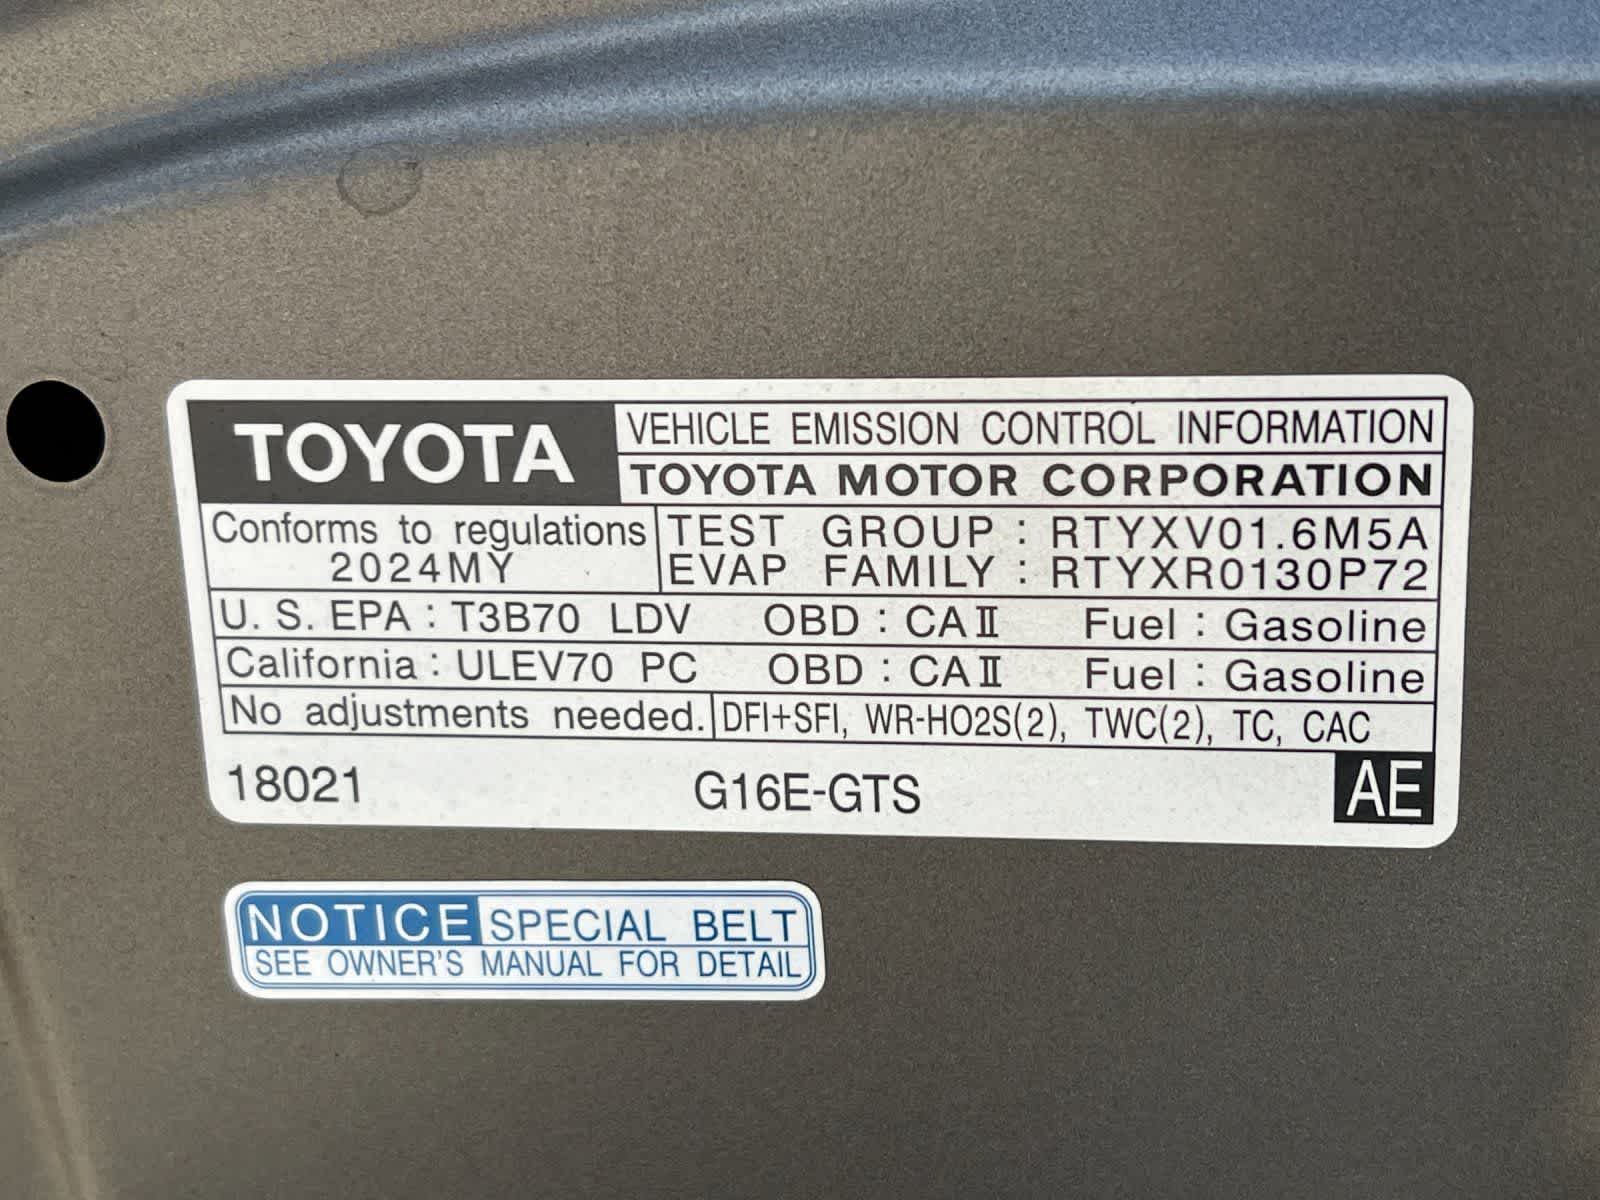 TOYOTA
VEHICLE EMISSION CONTROL INFORMATION
TOYOTA MOTOR CORPORATION
Conforms to regulations
2024MY
TEST GROUP : RTYXV01.6M5A
EVAP FAMILY : RTYXR0130P72
U. S. EPA : T3B70 LDV OBD : CAⅡ Fuel : Gasoline
California : ULEV70 PC OBD : CAⅡ Fuel : Gasoline
No adjustments needed. DFI+SFI, WR-HO2S(2), TWC(2), TC, CAC
18021 G16E-GTS AE
NOTICE SPECIAL BELT
SEE OWNER'S MANUAL FOR DETAIL